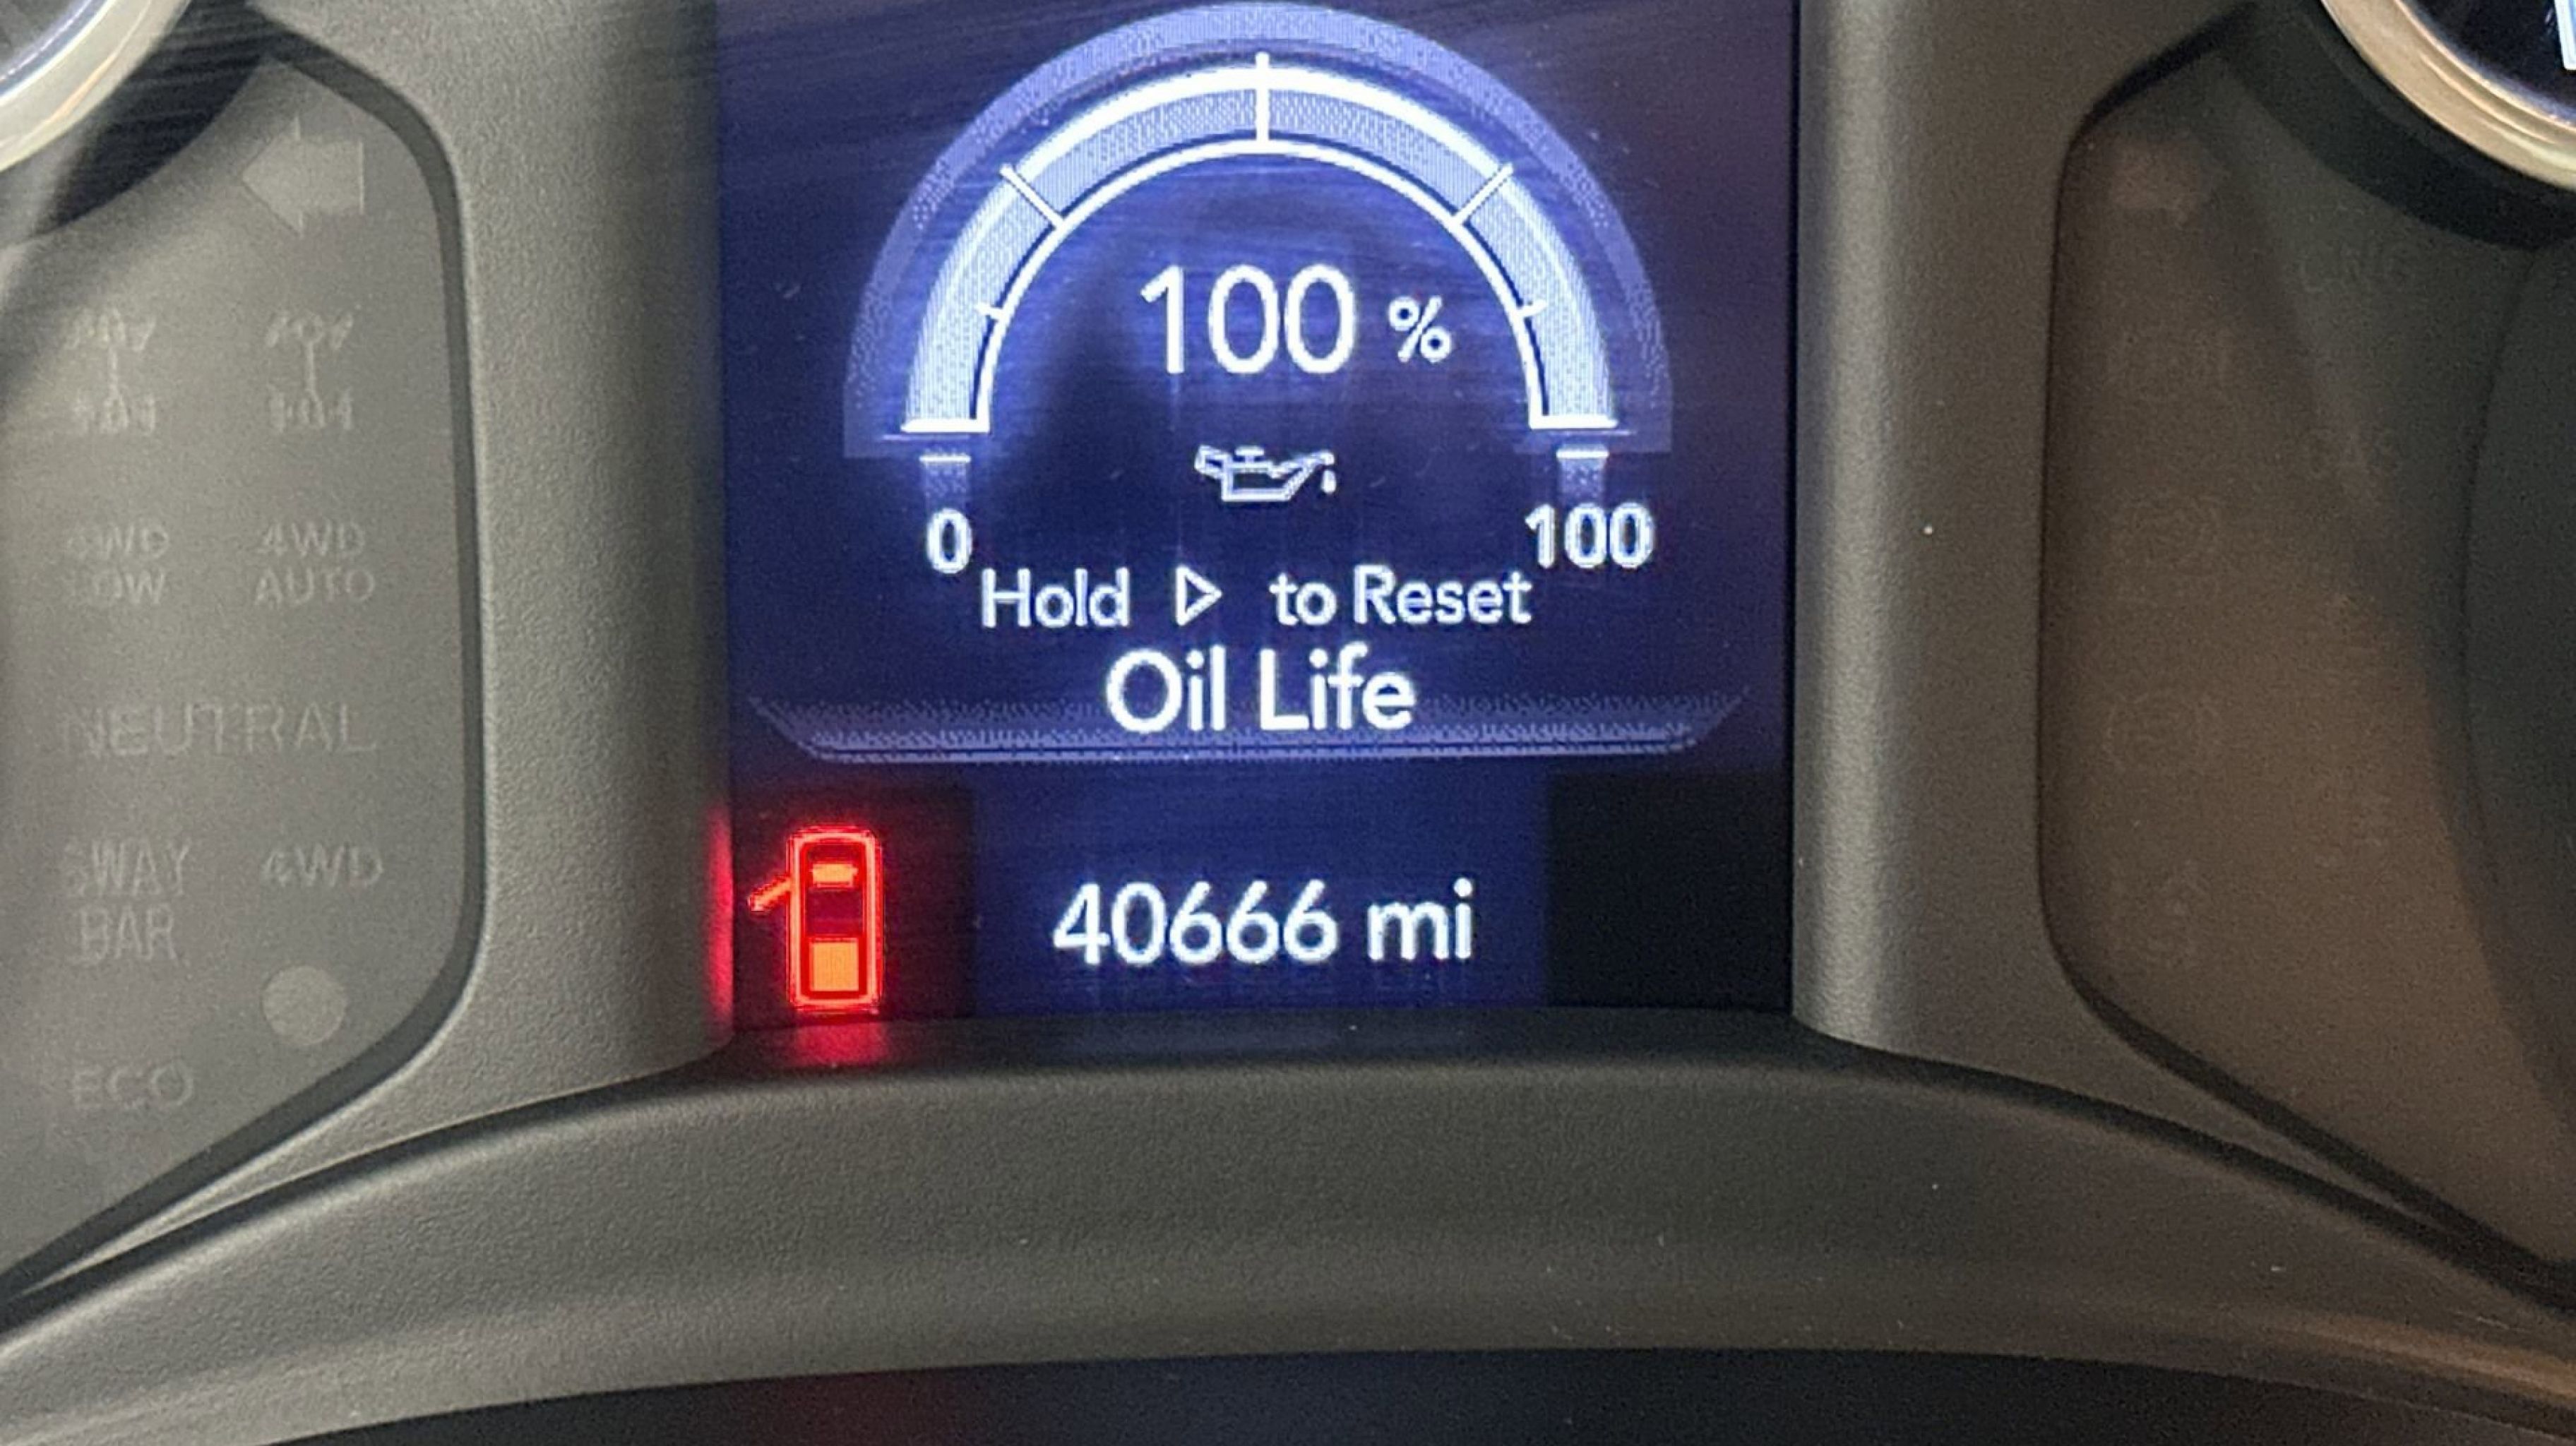 100 %
0
100
Hold ▷ to Reset
Oil Life
40666 mi
4WD
LOW
4WD
AUTO
NEUTRAL
SWAY
BAR
4WD
ECO